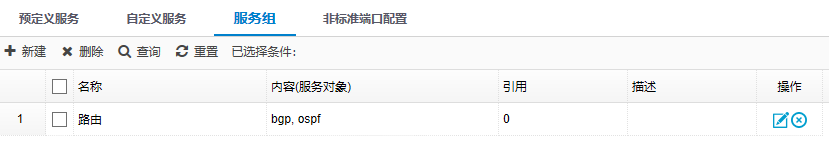 预定义服务 自定义服务 服务组 非标准端口配置
新建 删除 查询 重置 已选择条件:
名称 内容(服务对象) 引用 描述 操作
1 路由 bgp, ospf 0